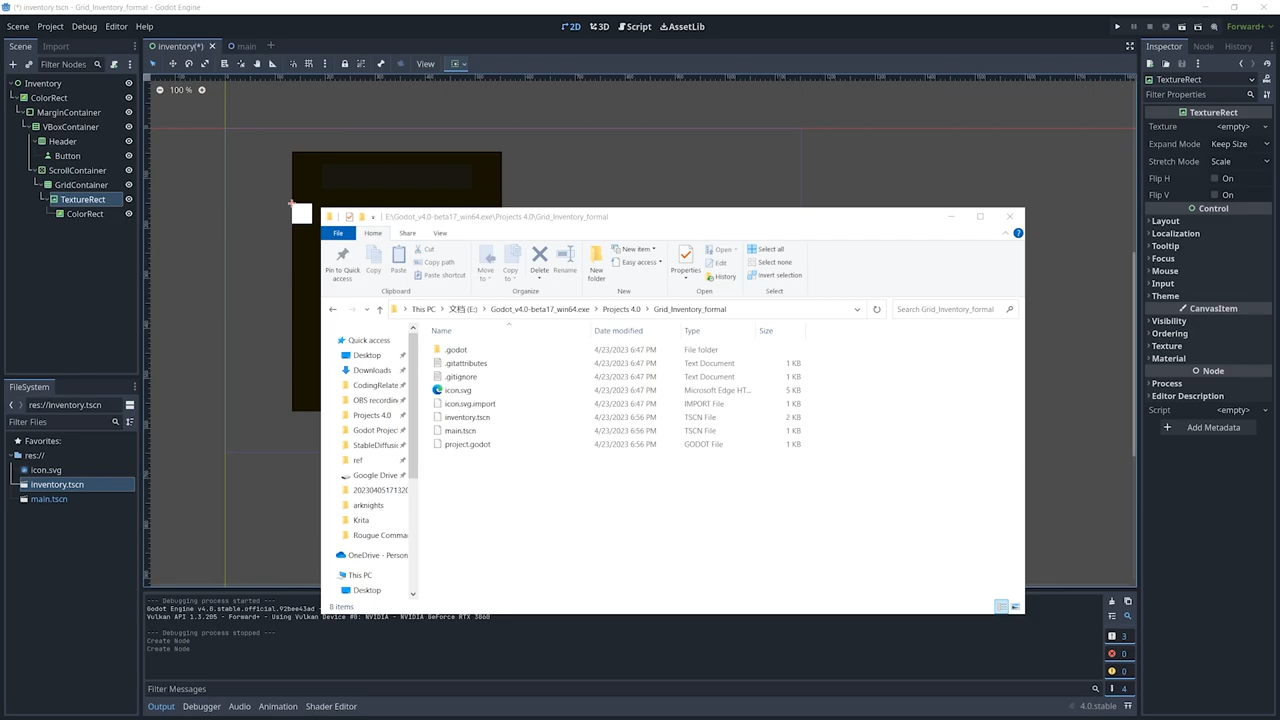 (*) inventory.tscn - Grid_Inventory_formal - Godot Engine
Scene Project Debug Editor Help
2D 3D Script AssetLib
Forward+
Scene Import
inventory(*) main
Inspector Node History
Filter Nodes
View
TextureRect
Filter Properties
100 %
Inventory
ColorRect
MarginContainer
VBoxContainer
Header
Button
ScrollContainer
GridContainer
TextureRect
ColorRect
TextureRect
Texture <empty>
Expand Mode Keep Size
Stretch Mode Scale
Flip H On
Flip V On
Control
Layout
Localization
Tooltip
Focus
Mouse
Input
Theme
CanvasItem
Visibility
Ordering
Texture
Material
Node
Process
Editor Description
Script <empty>
Add Metadata
FileSystem
res://inventory.tscn
Filter Files
Favorites:
res://
icon.svg
inventory.tscn
main.tscn
E:\Godot_v4.0-beta17_win64.exe\Projects 4.0\Grid_Inventory_formal
File Home Share View
Pin to Quick access
Copy
Paste
Cut
Copy path
Paste shortcut
Clipboard
Move to
Copy to
Delete
Rename
Organize
New folder
New item
Easy access
New
Properties
Open
Edit
History
Open
Select all
Select none
Invert selection
Select
This PC 文档 (E:) Godot_v4.0-beta17_win64.exe Projects 4.0 Grid_Inventory_formal
Search Grid_Inventory_formal
Quick access
Desktop
Downloads
CodingRelate
OBS recordin
Projects 4.0
Godot Projec
StableDiffusi
ref
Google Drive
20230405171320
arknights
Krita
Rougue Comma
OneDrive - Person
This PC
Desktop
Name Date modified Type Size
.godot 4/23/2023 6:47 PM File folder
.gitattributes 4/23/2023 6:47 PM Text Document 1 KB
.gitignore 4/23/2023 6:47 PM Text Document 1 KB
icon.svg 4/23/2023 6:47 PM Microsoft Edge HT... 5 KB
icon.svg.import 4/23/2023 6:47 PM IMPORT File 1 KB
inventory.tscn 4/23/2023 6:56 PM TSCN File 2 KB
main.tscn 4/23/2023 6:56 PM TSCN File 1 KB
project.godot 4/23/2023 6:56 PM GODOT File 1 KB
8 items
--- Debugging process started ---
Godot Engine v4.0.stable.official.92bee43ad -
Vulkan API 1.3.205 - Forward+ - Using Vulkan Device #0: NVIDIA - NVIDIA GeForce RTX 3060
--- Debugging process stopped ---
Create Node
Create Node
3
0
0
4
Filter Messages
Output Debugger Audio Animation Shader Editor
4.0.stable